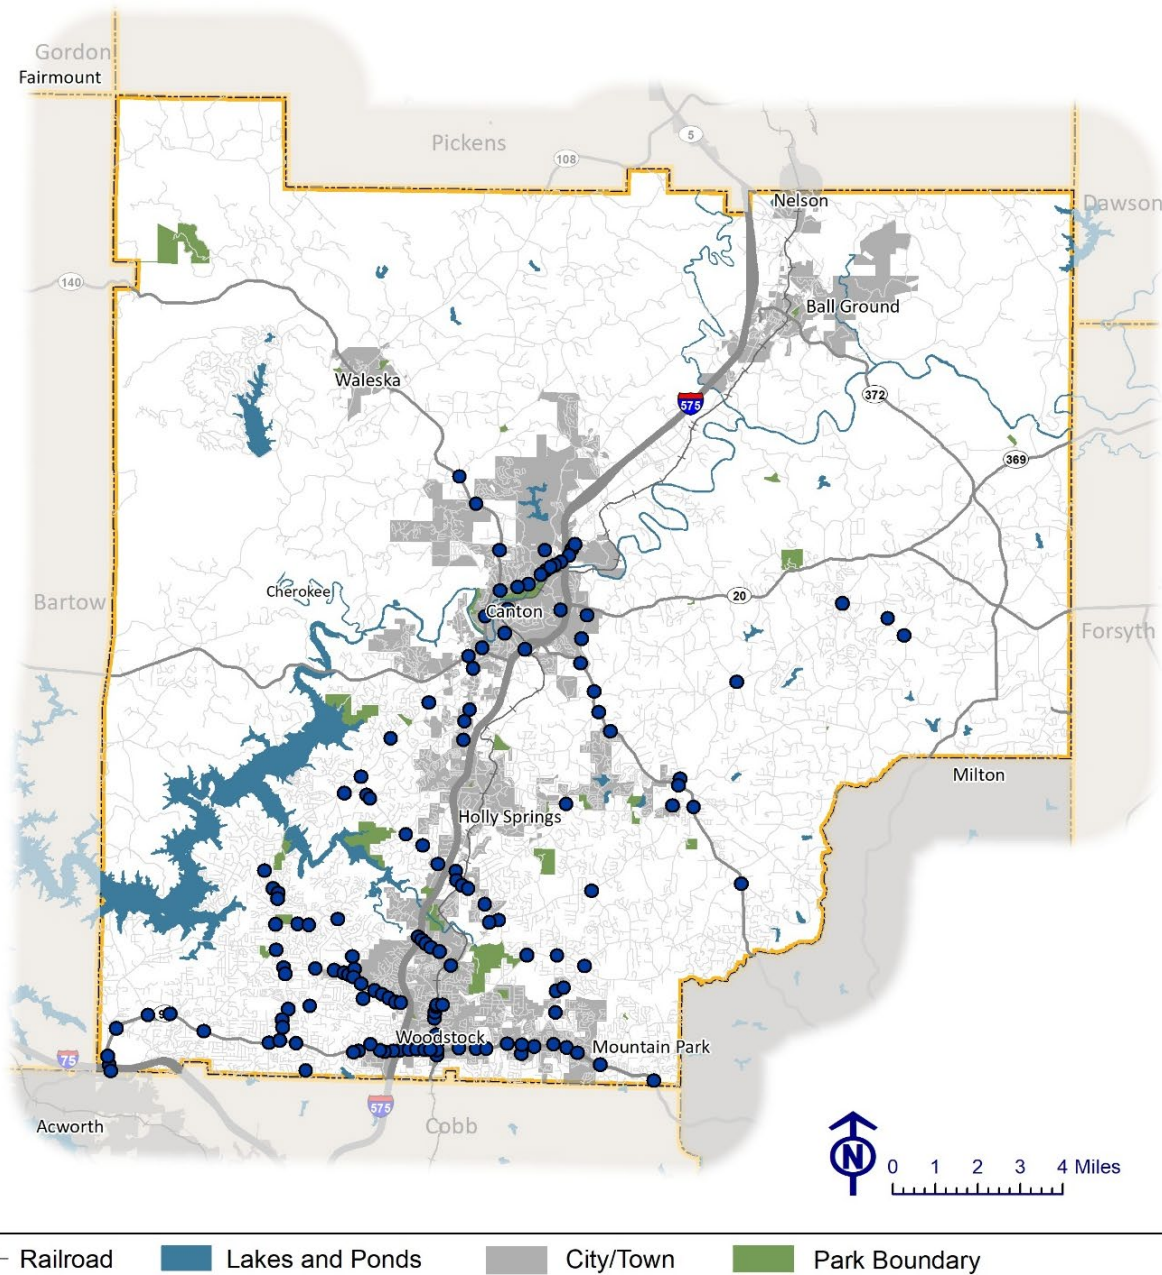 Gordon
Fairmount
Pickens
5
108
Dawson
Nelson
140
Ball Ground
Waleska
575
372
369
Cherokee
Bartow
20
Canton
Forsyth
Milton
Holly Springs
Woodstock
Mountain Park
75
575
Acworth
Cobb
N
0 1 2 3 4 Miles
Railroad Lakes and Ponds City/Town Park Boundary